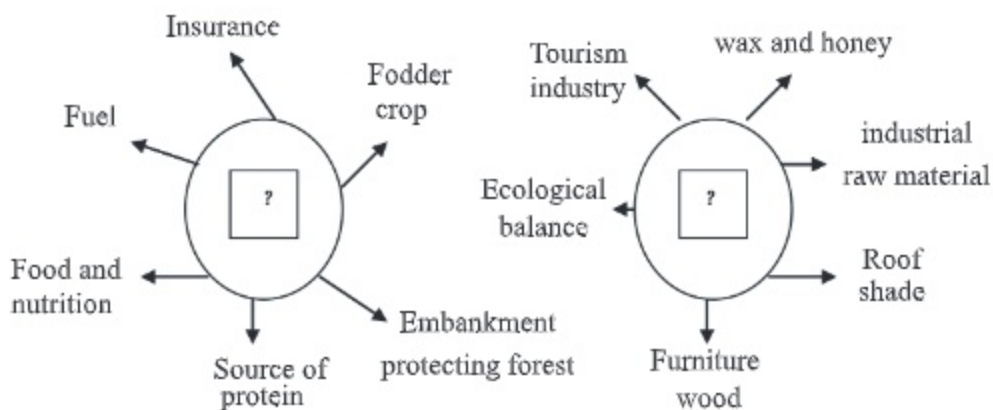 Insurance
Fodder
crop
Fuel
?
Food and
nutrition
Embankment
protecting forest
Source of
protein
Tourism
industry
wax and honey
industrial
raw material
Ecological
balance
?
Roof
shade
Furniture
wood